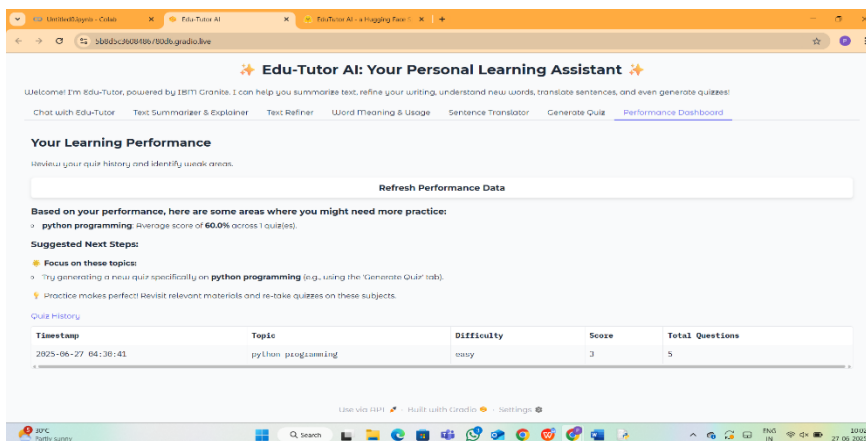 Untitled0.ipynb - Colab
Edu-Tutor AI
EduTutor AI - a Hugging Face S
5b8d5c3608486780d6.gradio.live
Edu-Tutor AI: Your Personal Learning Assistant
Welcome! I'm Edu-Tutor, powered by IBM Granite. I can help you summarize text, refine your writing, understand new words, translate sentences, and even generate quizzes!
Chat with Edu-Tutor Text Summarizer & Explainer Text Refiner Word Meaning & Usage Sentence Translator Generate Quiz Performance Dashboard
Your Learning Performance
Review your quiz history and identify weak areas.
Refresh Performance Data
Based on your performance, here are some areas where you might need more practice:
python programming: Average score of 60.0% across 1 quiz(es).
Suggested Next Steps:
Focus on these topics:
Try generating a new quiz specifically on python programming (e.g., using the 'Generate Quiz' tab).
Practice makes perfect! Revisit relevant materials and re-take quizzes on these subjects.
Quiz History
Timestamp Topic Difficulty Score Total Questions
2025-06-27 04:30:41 python programming easy 3 5
Use via API · Built with Gradio · Settings
30°C
Partly sunny
Search
ENG
IN
27-06-2025